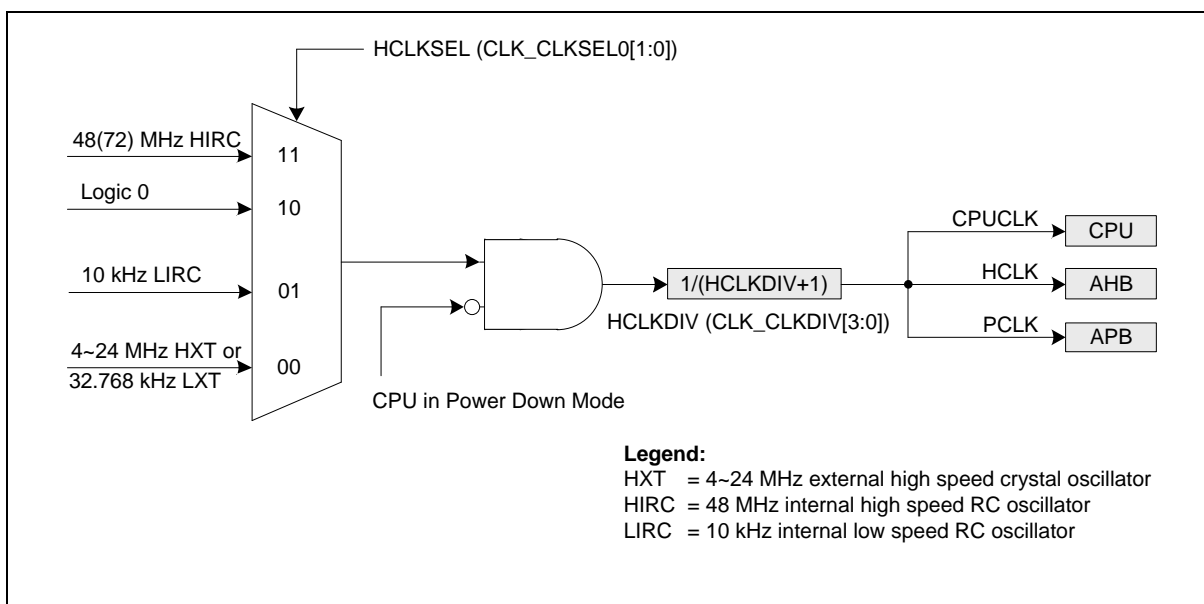 HCLKSEL (CLK_CLKSEL0[1:0])
48(72) MHz HIRC
11
Logic 0
10
10 kHz LIRC
01
4~24 MHz HXT or
32.768 kHz LXT
00
CPU in Power Down Mode
1/(HCLKDIV+1)
HCLKDIV (CLK_CLKDIV[3:0])
CPUCLK
CPU
HCLK
AHB
PCLK
APB
Legend:
HXT = 4~24 MHz external high speed crystal oscillator
HIRC = 48 MHz internal high speed RC oscillator
LIRC = 10 kHz internal low speed RC oscillator